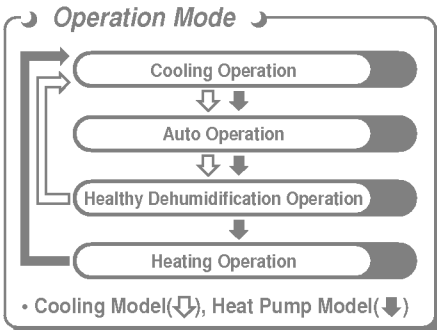 Operation Mode
Cooling Operation
Auto Operation
Healthy Dehumidification Operation
Heating Operation
• Cooling Model(), Heat Pump Model()